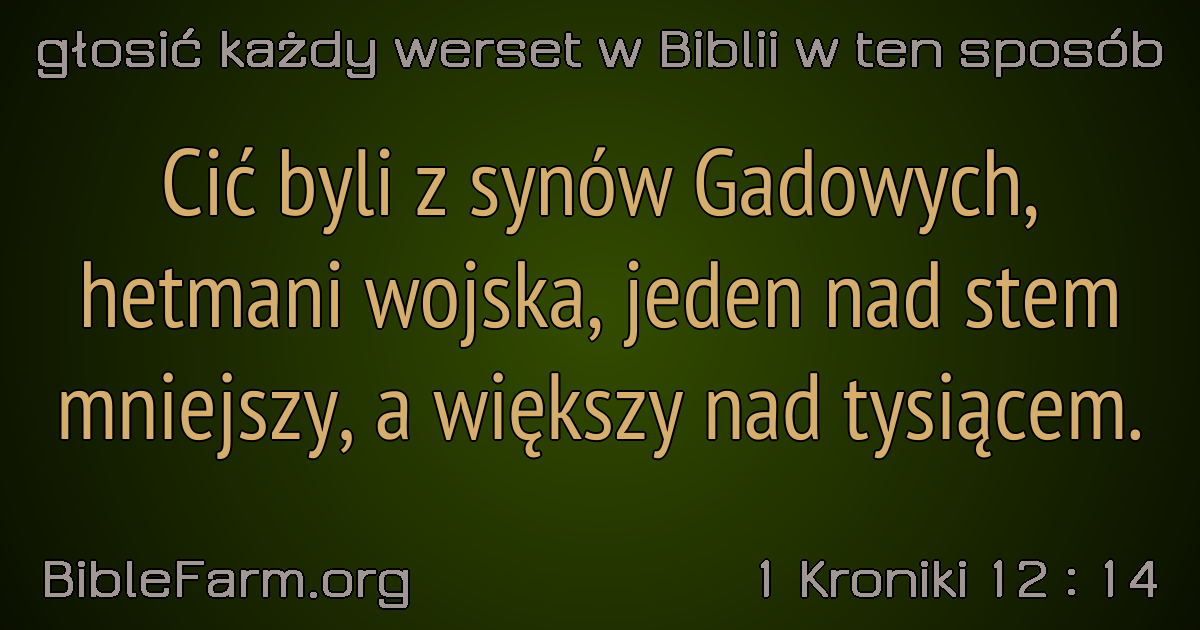 głosić każdy werset w Biblii w ten sposób
Cić byli z synów Gadowych,
hetmani wojska, jeden nad stem
mniejszy, a większy nad tysiącem.
BibleFarm.org
1 Kroniki 12 : 14